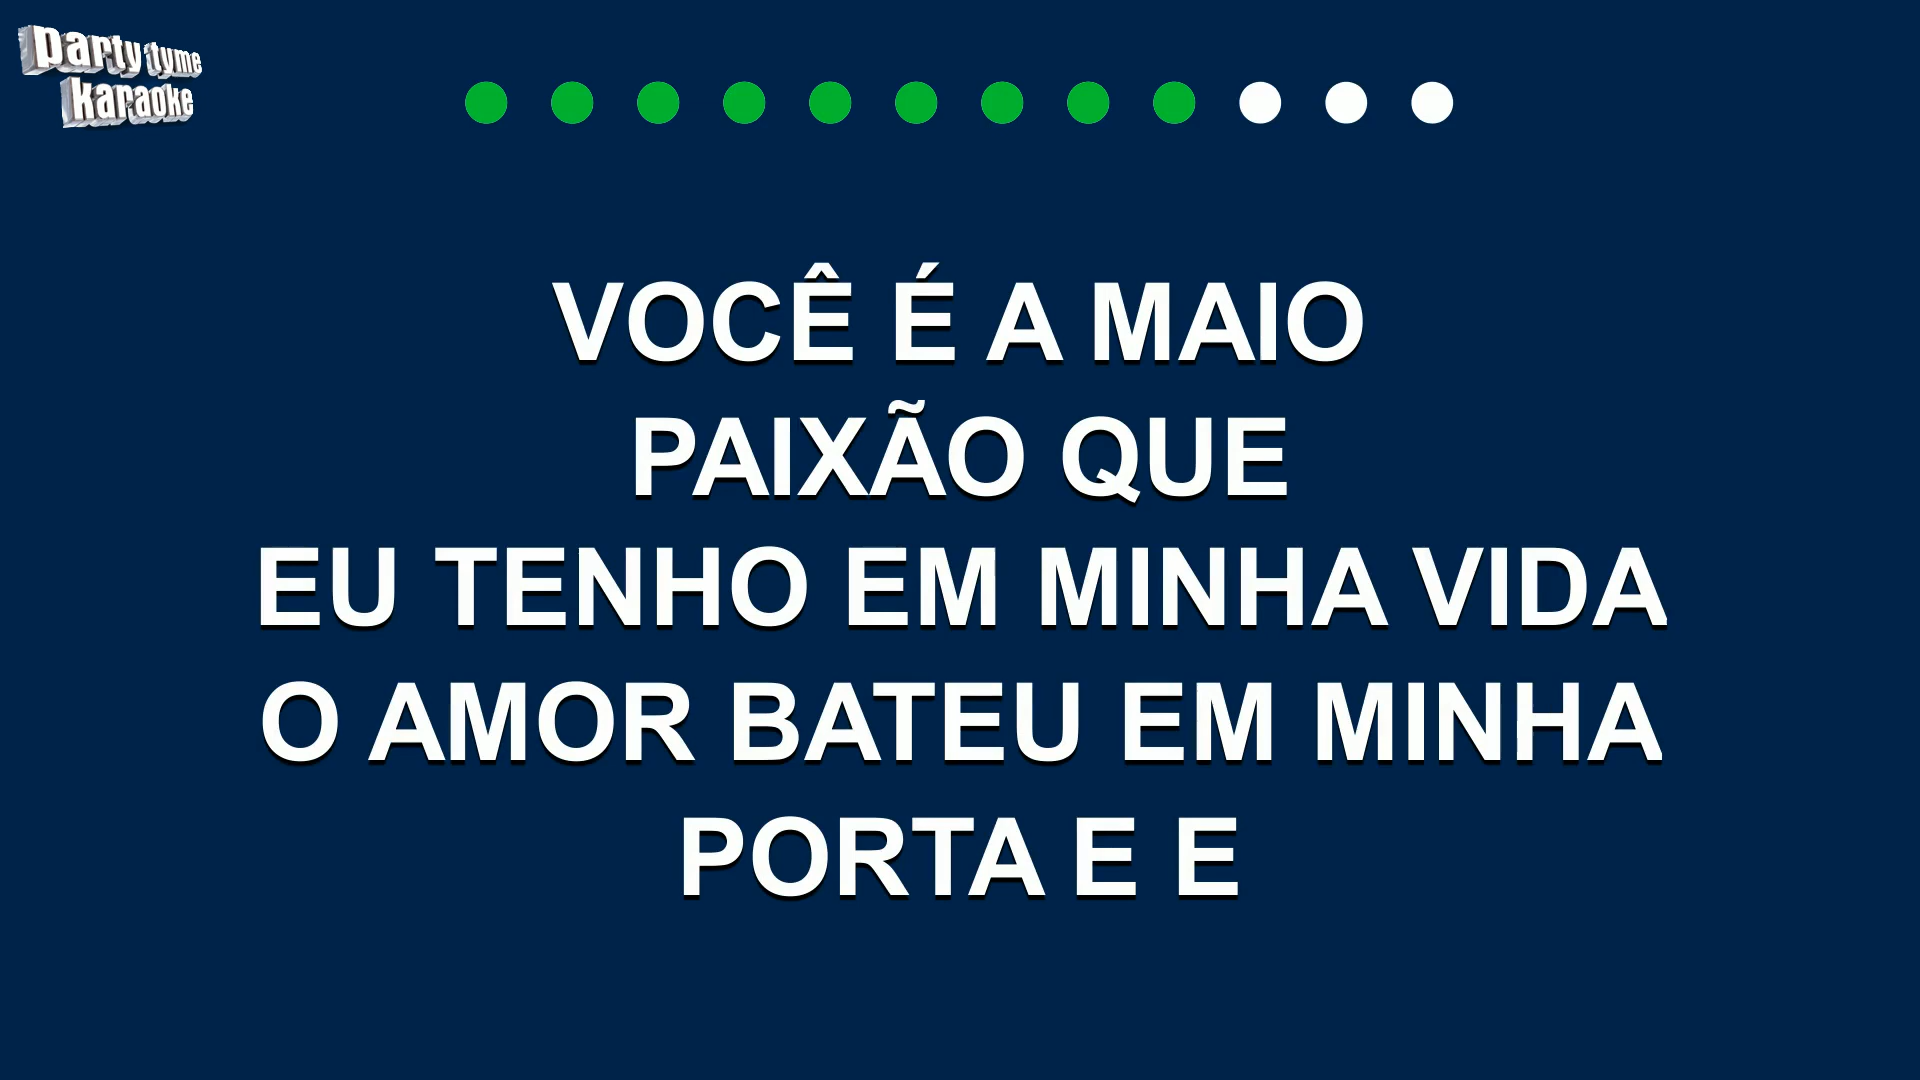 party tyme
karaoke
VOCÊ É A MAIO
PAIXÃO QUE
EU TENHO EM MINHA VIDA
O AMOR BATEU EM MINHA
PORTA E E